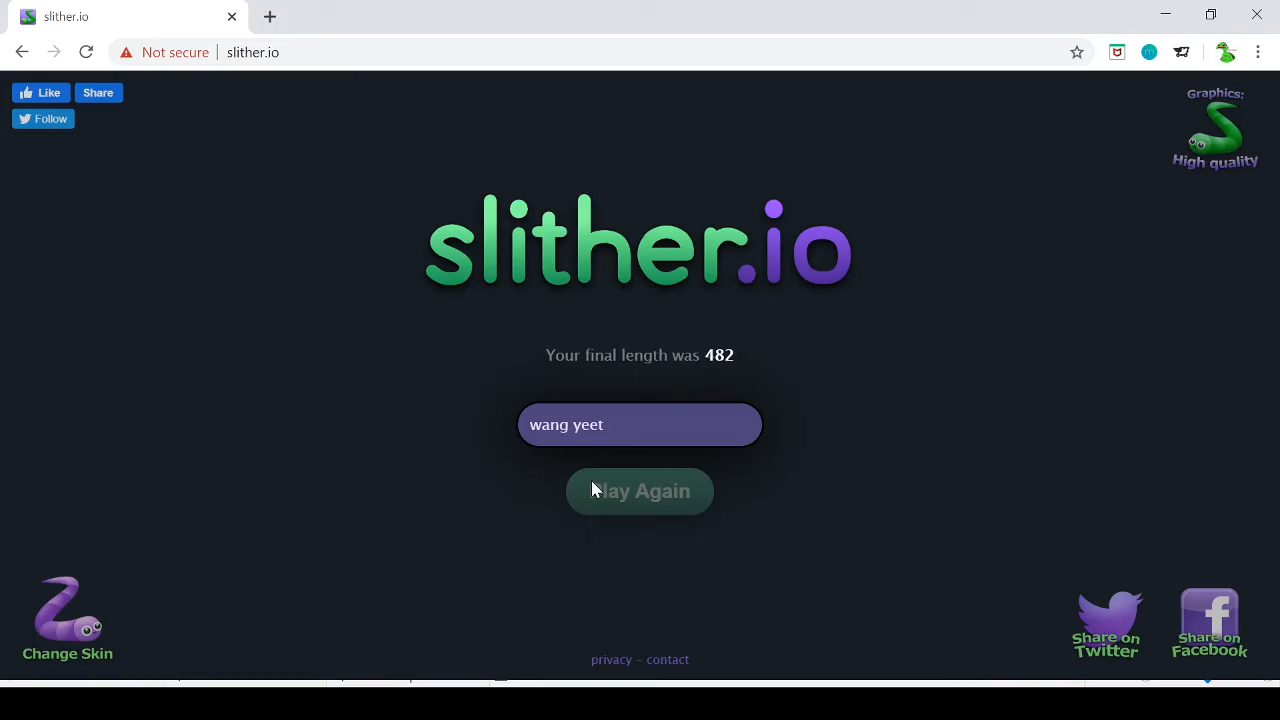 slither.io
Not secure slither.io
Like Share
Follow
Graphics:
High quality
slither.io
Your final length was 482
wang yeet
Play Again
Change Skin
Share on
Twitter
Share on
Facebook
privacy - contact